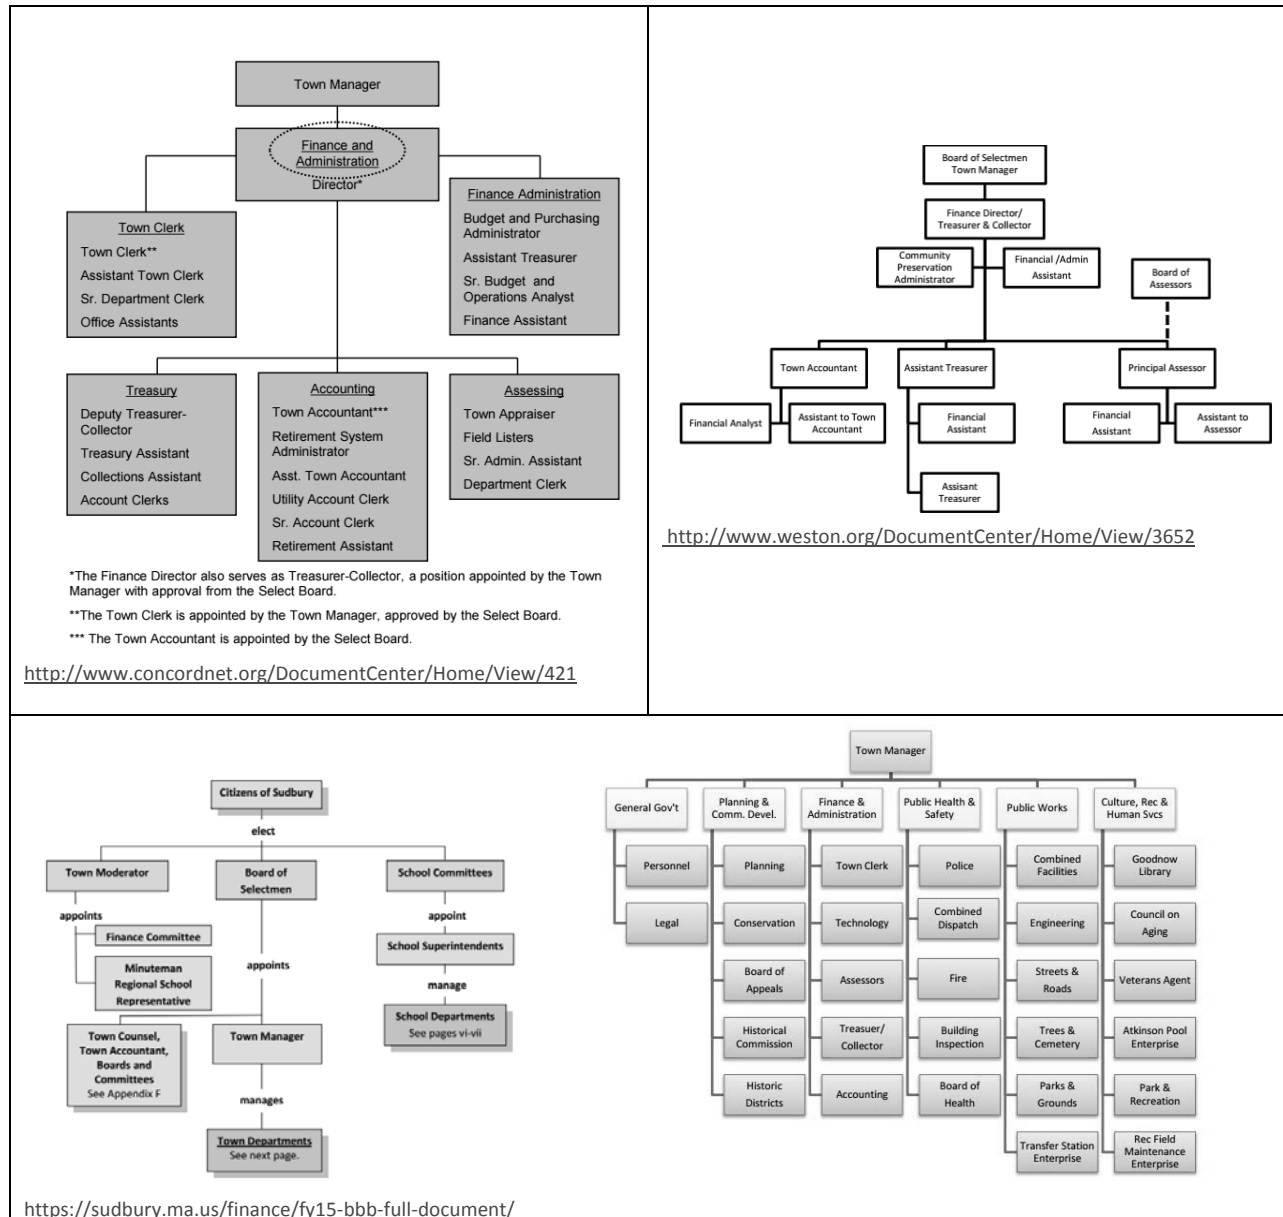 Town Manager
Finance and
Administration
Director*
Town Clerk
Town Clerk**
Assistant Town Clerk
Sr. Department Clerk
Office Assistants
Finance Administration
Budget and Purchasing
Administrator
Assistant Treasurer
Sr. Budget and
Operations Analyst
Finance Assistant
Treasury
Deputy Treasurer-
Collector
Treasury Assistant
Collections Assistant
Account Clerks
Accounting
Town Accountant***
Retirement System
Administrator
Asst. Town Accountant
Utility Account Clerk
Sr. Account Clerk
Retirement Assistant
Assessing
Town Appraiser
Field Listers
Sr. Admin. Assistant
Department Clerk
*The Finance Director also serves as Treasurer-Collector, a position appointed by the Town
Manager with approval from the Select Board.
**The Town Clerk is appointed by the Town Manager, approved by the Select Board.
*** The Town Accountant is appointed by the Select Board.
http://www.concordnet.org/DocumentCenter/Home/View/421
Board of Selectmen
Town Manager
Finance Director/
Treasurer & Collector
Community
Preservation
Administrator
Financial /Admin
Assistant
Board of
Assessors
Town Accountant
Assistant Treasurer
Principal Assessor
Financial Analyst
Assistant to Town
Accountant
Financial
Assistant
Financial
Assistant
Assistant to
Assessor
Assisant
Treasurer
http://www.weston.org/DocumentCenter/Home/View/3652
Citizens of Sudbury
elect
Town Moderator
Board of
Selectmen
School Committees
appoints
Finance Committee
Minuteman
Regional School
Representative
appoints
appoint
School Superintendents
manage
School Departments
See pages vi-vii
Town Counsel,
Town Accountant,
Boards and
Committees
See Appendix F
Town Manager
manages
Town Departments
See next page.
Town Manager
General Gov't
Personnel
Legal
Planning &
Comm. Devel.
Planning
Conservation
Board of
Appeals
Historical
Commission
Historic
Districts
Finance &
Administration
Town Clerk
Technology
Assessors
Treasuer/
Collector
Accounting
Public Health &
Safety
Police
Combined
Dispatch
Fire
Building
Inspection
Board of
Health
Public Works
Combined
Facilities
Engineering
Streets &
Roads
Trees &
Cemetery
Parks &
Grounds
Transfer Station
Enterprise
Culture, Rec &
Human Svcs
Goodnow
Library
Council on
Aging
Veterans Agent
Atkinson Pool
Enterprise
Park &
Recreation
Rec Field
Maintenance
Enterprise
https://sudbury.ma.us/finance/fy15-bbb-full-document/